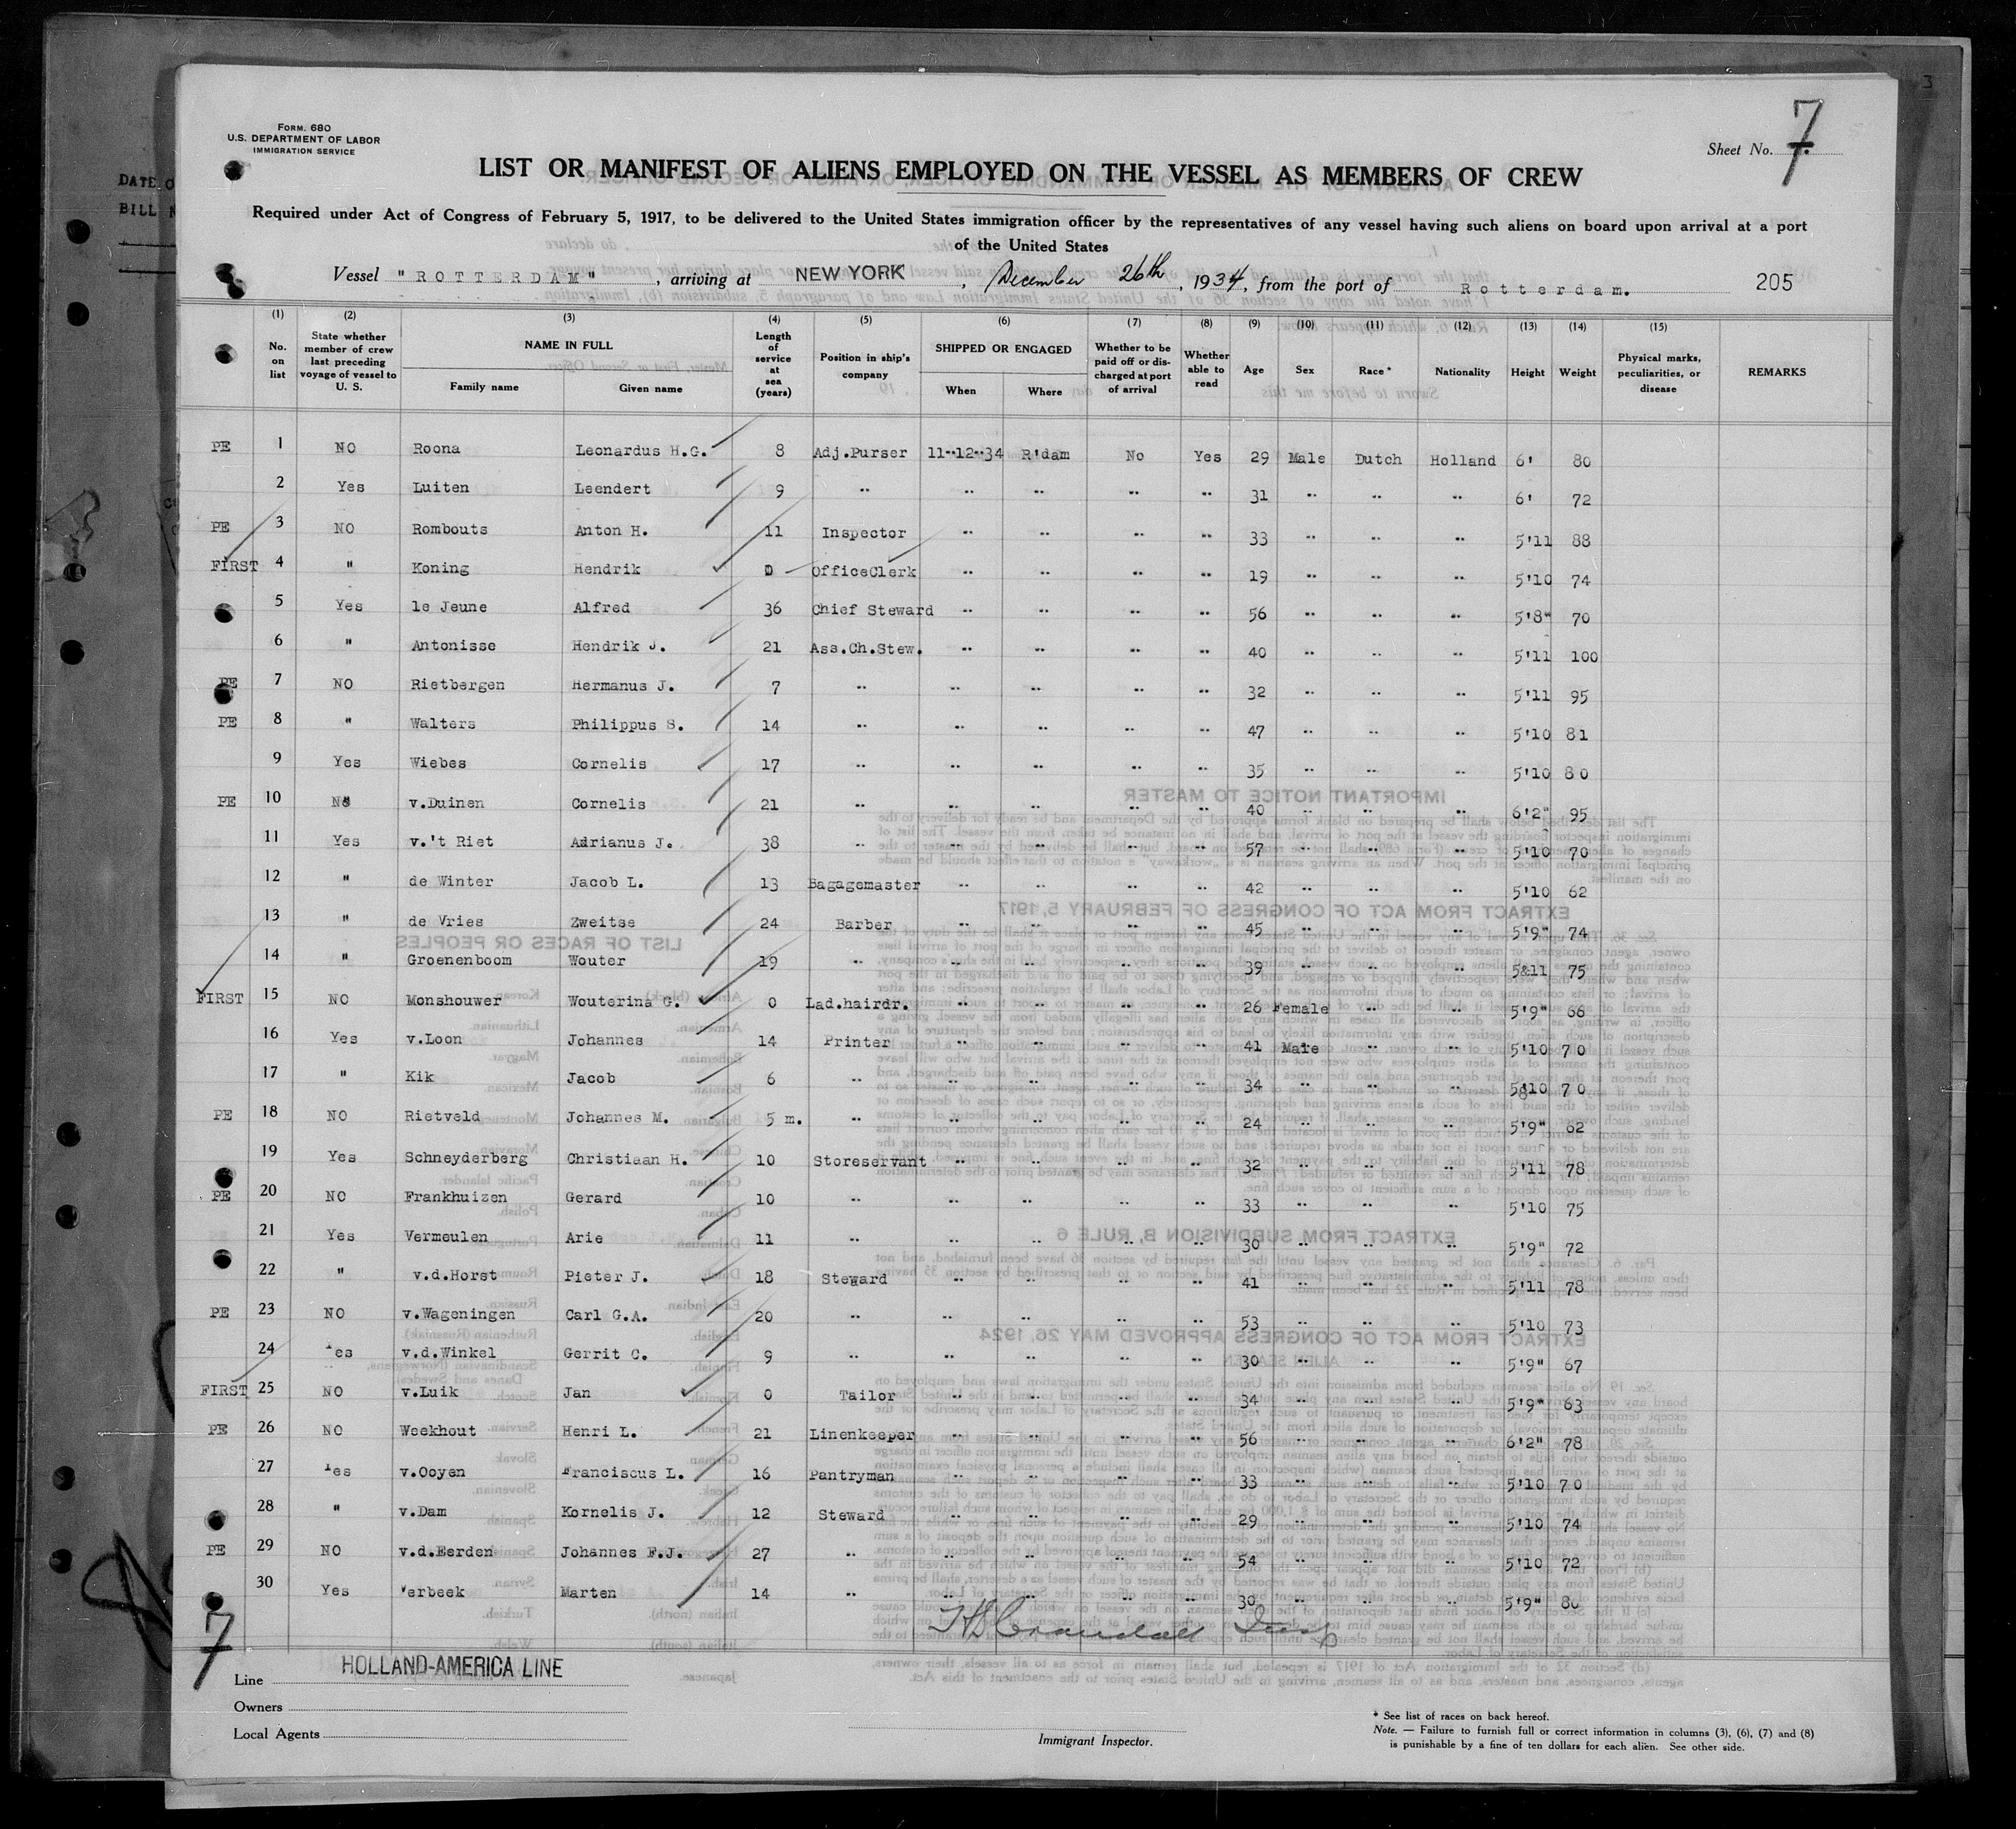 DATE O
BILL N
3
FORM. 680
U.S. DEPARTMENT OF LABOR
IMMIGRATION SERVICE
Sheet No. 7
LIST OR MANIFEST OF ALIENS EMPLOYED ON THE VESSEL AS MEMBERS OF CREW
Required under Act of Congress of February 5, 1917, to be delivered to the United States immigration officer by the representatives of any vessel having such aliens on board upon arrival at a port
of the United States
Vessel "ROTTERDAM", arriving at NEW YORK, December 26th, 1934, from the port of Rotterdam. 205
(1) No. on list (2) State whether member of crew last preceding voyage of vessel to U. S. (3) NAME IN FULL Family name Given name (4) Length of service at sea (years) (5) Position in ship's company (6) SHIPPED OR ENGAGED When Where (7) Whether to be paid off or discharged at port of arrival (8) Whether able to read (9) Age (10) Sex (11) Race* (12) Nationality (13) Height (14) Weight (15) Physical marks, peculiarities, or disease REMARKS
PE 1 NO Roona Leonardus H.G. 8 Adj.Purser 11-12-34 R'dam No Yes 29 Male Dutch Holland 6' 80
2 Yes Luiten Leendert 9 " " " " " 31 " " " 6' 72
PE 3 NO Rombouts Anton H. 11 Inspector " " " " 33 " " " 5'11 88
FIRST 4 " Koning Hendrik 0 OfficeClerk " " " " 19 " " " 5'10 74
5 Yes le Jeune Alfred 36 Chief Steward " " " " 56 " " " 5'8" 70
6 " Antonisse Hendrik J. 21 Ass.Ch.Stew. " " " " 40 " " " 5'11 100
PE 7 NO Rietbergen Hermanus J. 7 " " " " " 32 " " " 5'11 95
PE 8 " Walters Philippus S. 14 " " " " " 47 " " " 5'10 81
9 Yes Wiebes Cornelis 17 " " " " " 35 " " " 5'10 80
PE 10 NO v.Duinen Cornelis 21 " " " " " 40 " " " 6'2" 95
11 Yes v.'t Riet Adrianus J. 38 " " " " " 57 " " " 5'10 70
12 " de Winter Jacob L. 13 Bagagemaster " " " " 42 " " " 5'10 62
13 " de Vries Zweitse 24 Barber " " " " 45 " " " 5'9" 74
14 " Groenenboom Wouter 19 " " " " " 39 " " " 5&11 75
FIRST 15 NO Monshouwer Wouterina G. 0 Lad.hairdr. " " " " 26 Female " " 5'9" 66
16 Yes v.Loon Johannes 14 Printer " " " " 41 Male " " 5'10 70
17 " Kik Jacob 6 " " " " " 34 " " " 5'10 70
PE 18 NO Rietveld Johannes M. 5 m. " " " " " 24 " " " 5'9" 62
19 Yes Schneyderberg Christiaan H. 10 Storeservant " " " " 32 " " " 5'11 78
PE 20 NO Frankhuizen Gerard 10 " " " " " 33 " " " 5'10 75
21 Yes Vermeulen Arie 11 " " " " " 30 " " " 5'9" 72
22 " v.d.Horst Pieter J. 18 Steward " " " " 41 " " " 5'11 78
PE 23 NO v.Wageningen Carl G.A. 20 " " " " " 53 " " " 5'10 73
24 Yes v.d.Winkel Gerrit C. 9 " " " " " 30 " " " 5'9" 67
FIRST 25 NO v.Luik Jan 0 Tailor " " " " 34 " " " 5'9" 63
PE 26 NO Weekhout Henri L. 21 Linenkeeper " " " " 56 " " " 6'2" 78
27 Yes v.Ooyen Franciscus L. 16 Pantryman " " " " 33 " " " 5'10 70
28 " v.Dam Kornelis J. 12 Steward " " " " 29 " " " 5'10 74
PE 29 NO v.d.Eerden Johannes F.J. 27 " " " " " 54 " " " 5'10 72
30 Yes Verbeek Marten 14 " " " " " 30 " " " 5'9" 80
HB Crandall Insp
7
Line HOLLAND-AMERICA LINE
Owners
Local Agents
Immigrant Inspector.
* See list of races on back hereof.
Note. — Failure to furnish full or correct information in columns (3), (6), (7) and (8)
is punishable by a fine of ten dollars for each alien. See other side.